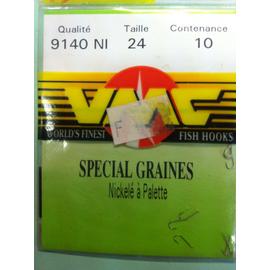 Qualité Taille Contenance
9140 NI 24 10
VMC
WORLD'S FINEST FISH HOOKS
SPECIAL GRAINES
Nickelé à Palette